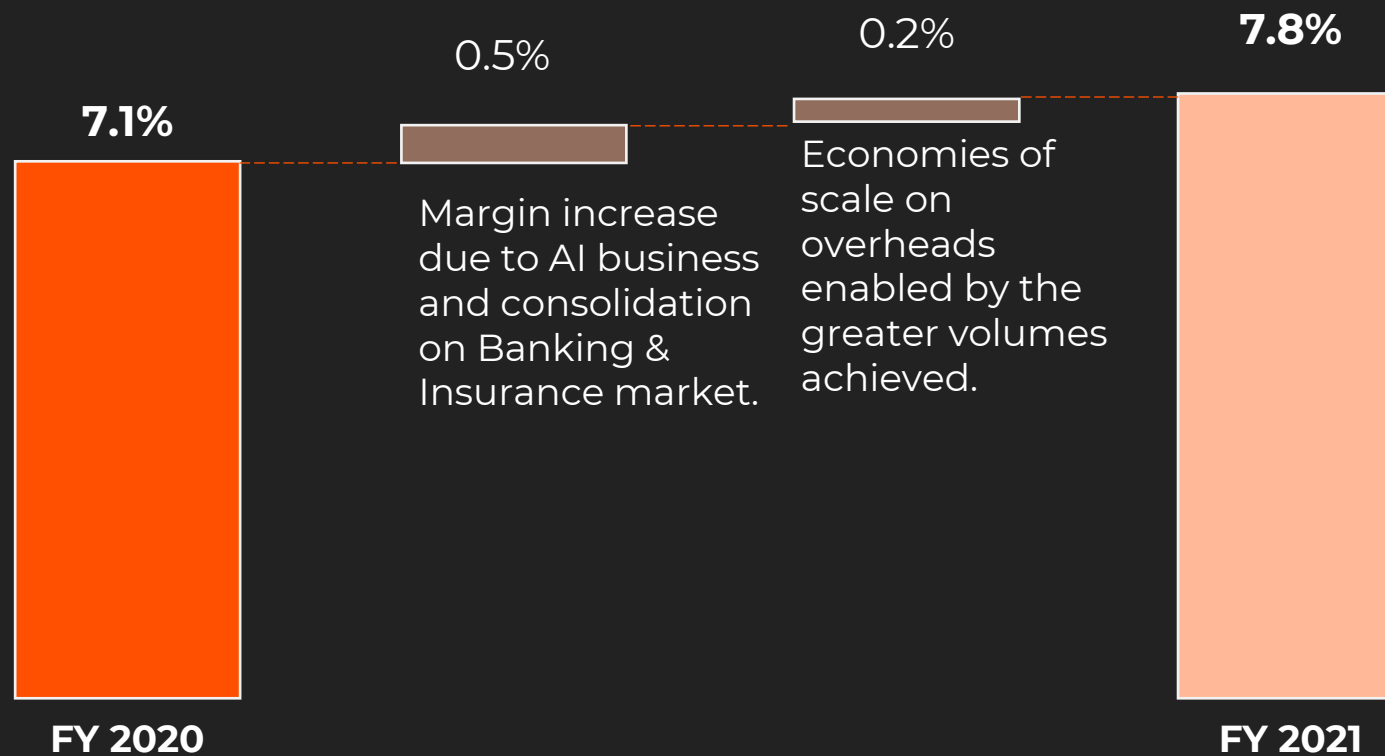 7.1%
0.5%
0.2%
7.8%
Margin increase
due to AI business
and consolidation
on Banking &
Insurance market.
Economies of
scale on
overheads
enabled by the
greater volumes
achieved.
FY 2020
FY 2021